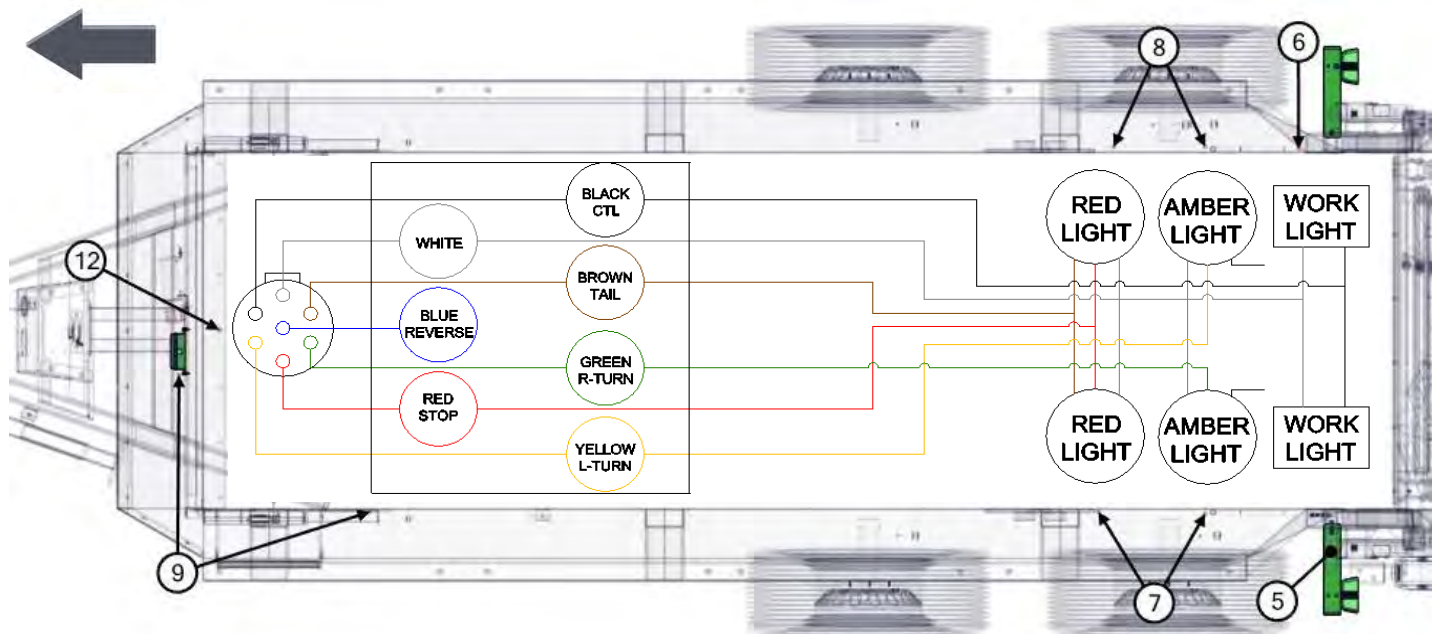 8
6
BLACK
CTL
WHITE
RED
LIGHT
AMBER
LIGHT
WORK
LIGHT
12
BROWN
TAIL
BLUE
REVERSE
GREEN
R-TURN
RED
STOP
YELLOW
L-TURN
RED
LIGHT
AMBER
LIGHT
WORK
LIGHT
9
7
5